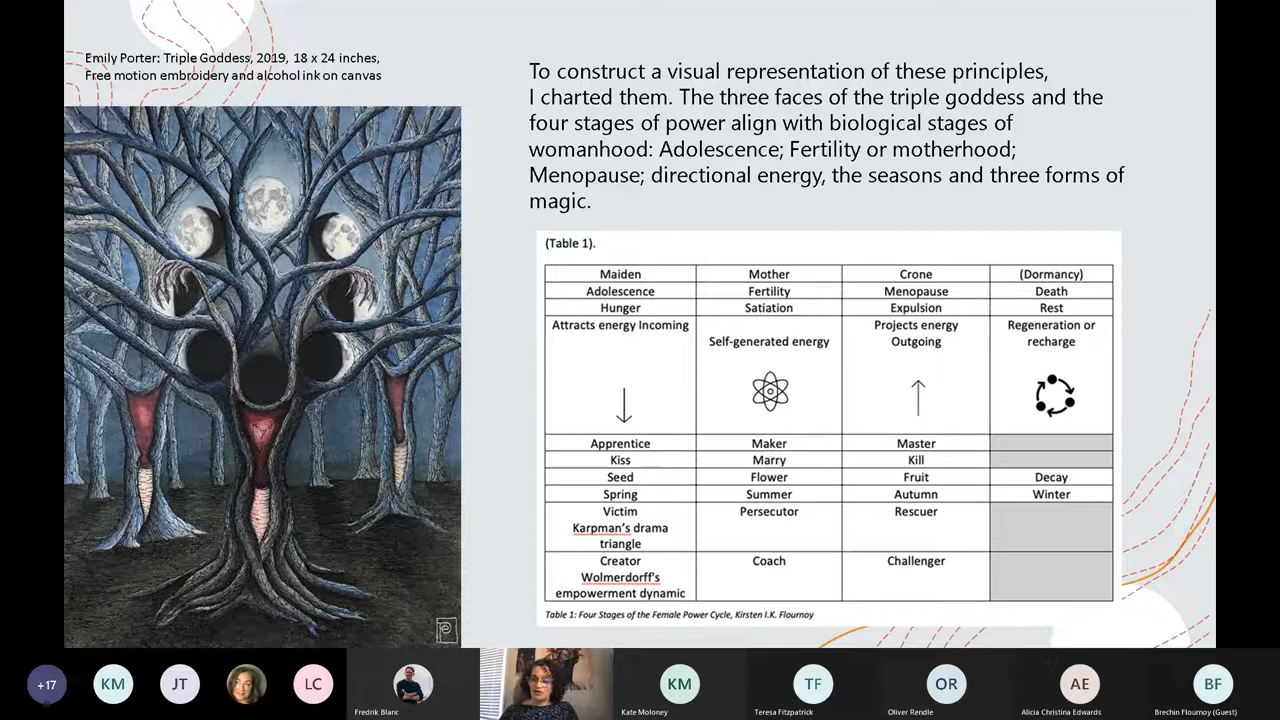 Emily Porter: Triple Goddess, 2019, 18 x 24 inches,
Free motion embroidery and alcohol ink on canvas
To construct a visual representation of these principles,
I charted them. The three faces of the triple goddess and the
four stages of power align with biological stages of
womanhood: Adolescence; Fertility or motherhood;
Menopause; directional energy, the seasons and three forms of
magic.
(Table 1).
Maiden Mother Crone (Dormancy)
Adolescence Fertility Menopause Death
Hunger Satiation Expulsion Rest
Attracts energy Incoming Projects energy Regeneration or
Self-generated energy Outgoing recharge
Apprentice Maker Master
Kiss Marry Kill
Seed Flower Fruit Decay
Spring Summer Autumn Winter
Victim Persecutor Rescuer
Karpman's drama
triangle
Creator Coach Challenger
Wolmerdorff's
empowerment dynamic
Table 1: Four Stages of the Female Power Cycle, Kirsten I.K. Flournoy
+17 KM JT LC KM TF OR AE BF
Fredrik Blanc Kate Moloney Teresa Fitzpatrick Oliver Rendle Alicia Christina Edwards Brechin Flournoy (Guest)